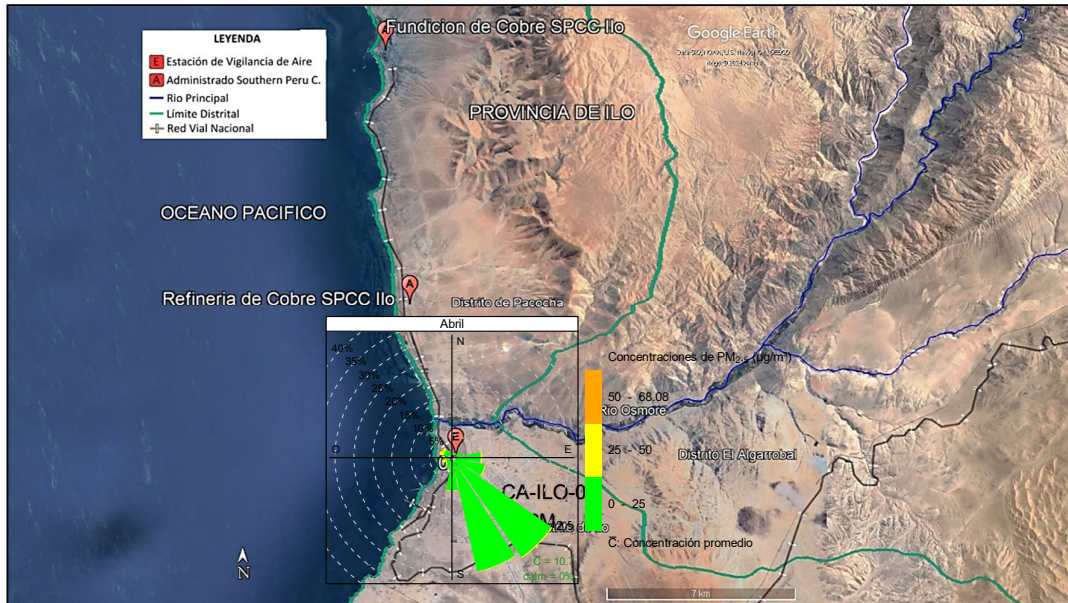 Fundicion de Cobre SPCC Ilo
Google Earth
LEYENDA
E Estación de Vigilancia de Aire
A Administrado Southern Peru C.
Rio Principal
Límite Distrital
Red Vial Nacional
PROVINCIA DE ILO
OCEANO PACIFICO
A
Refineria de Cobre SPCC Ilo
Distrito de Pacocha
Abril
N
40%
35%
30%
25%
20%
15%
10%
5%
O
E
E
S
Concentraciones de PM2.5 (µg/m³)
50 - 68.08
25 - 50
0 - 25
C: Concentración promedio
Rio Osmore
Distrito El Algarrobal
CA-ILO-0
C = 10.7
calm = 0%
N
7 km